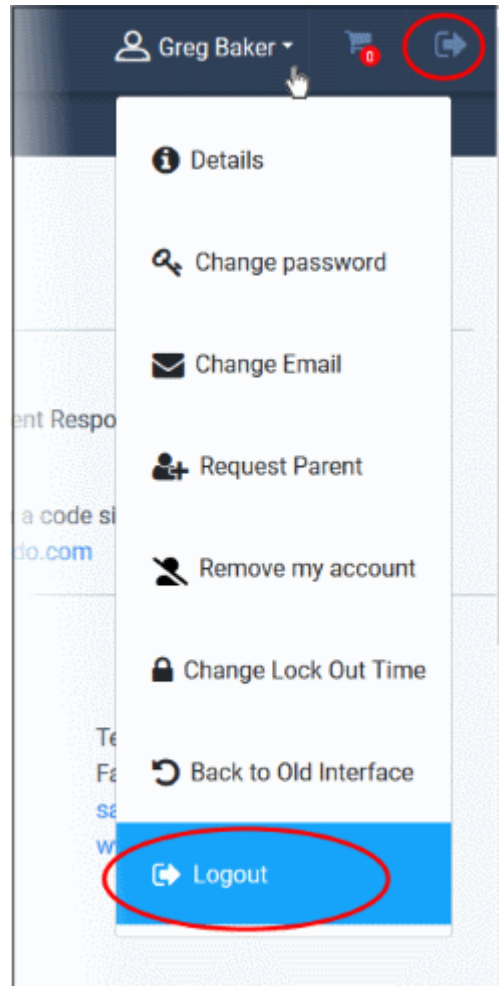 Greg Baker
0
Details
Change password
Change Email
ent Respo
Request Parent
a code si
do.com
Remove my account
Change Lock Out Time
Te
Fa
Back to Old Interface
sa
w
Logout